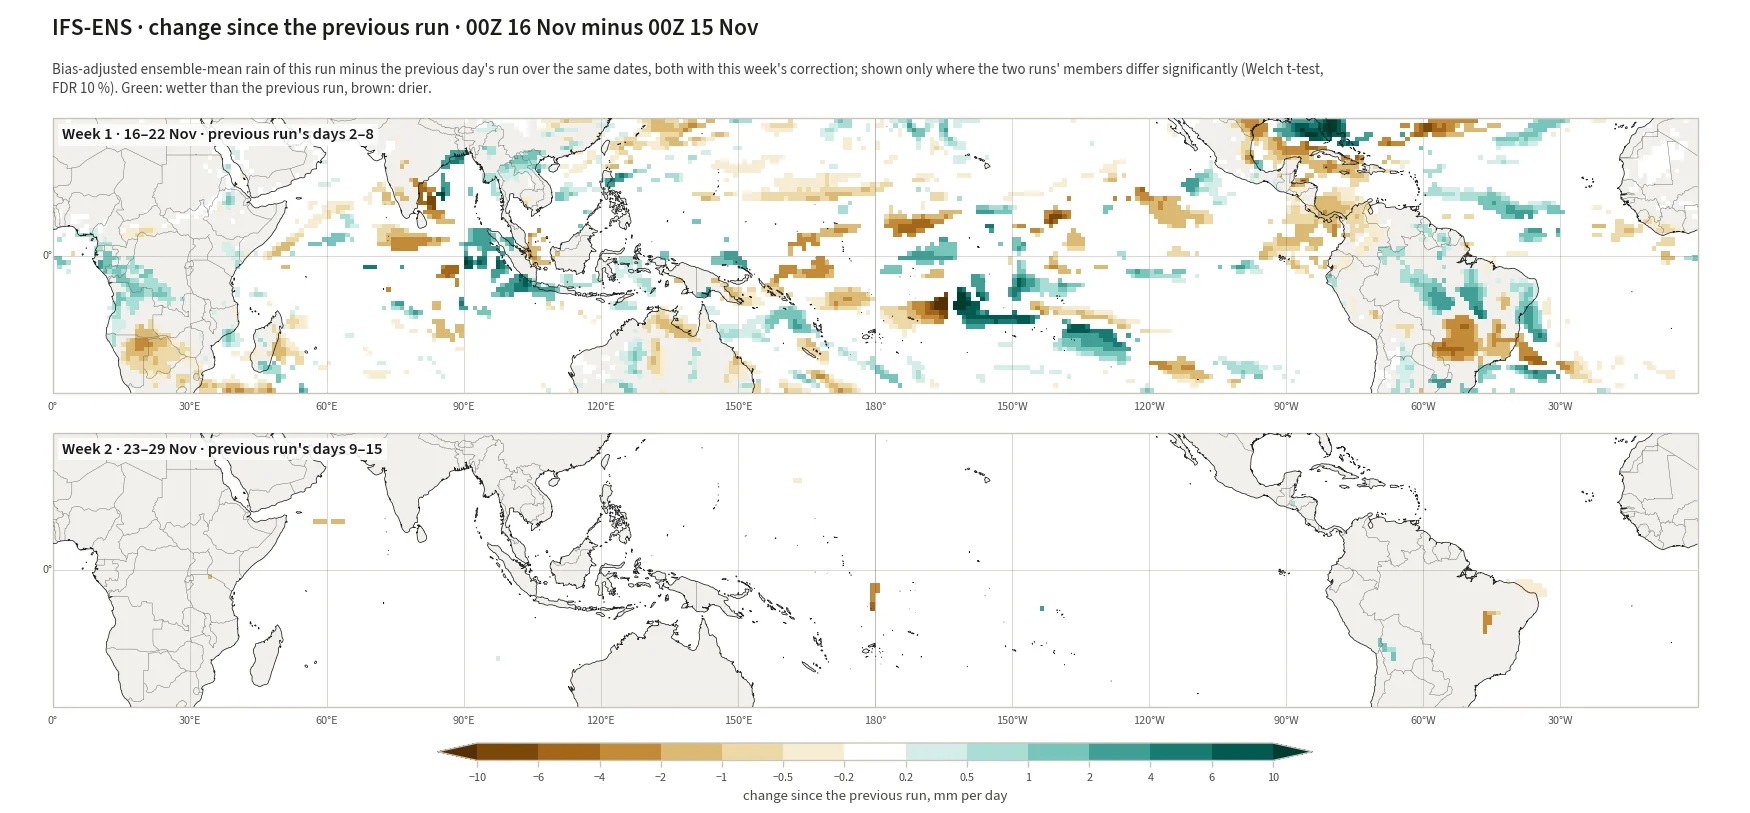 IFS-ENS · change since the previous run · 00Z 16 Nov minus 00Z 15 Nov
Bias-adjusted ensemble-mean rain of this run minus the previous day's run over the same dates, both with this week's correction; shown only where the two runs' members differ significantly (Welch t-test,
FDR 10 %). Green: wetter than the previous run, brown: drier.
Week 1 · 16–22 Nov · previous run's days 2–8
0°
0° 30°E 60°E 90°E 120°E 150°E 180° 150°W 120°W 90°W 60°W 30°W
Week 2 · 23–29 Nov · previous run's days 9–15
0°
0° 30°E 60°E 90°E 120°E 150°E 180° 150°W 120°W 90°W 60°W 30°W
−10 −6 −4 −2 −1 −0.5 −0.2 0.2 0.5 1 2 4 6 10
change since the previous run, mm per day